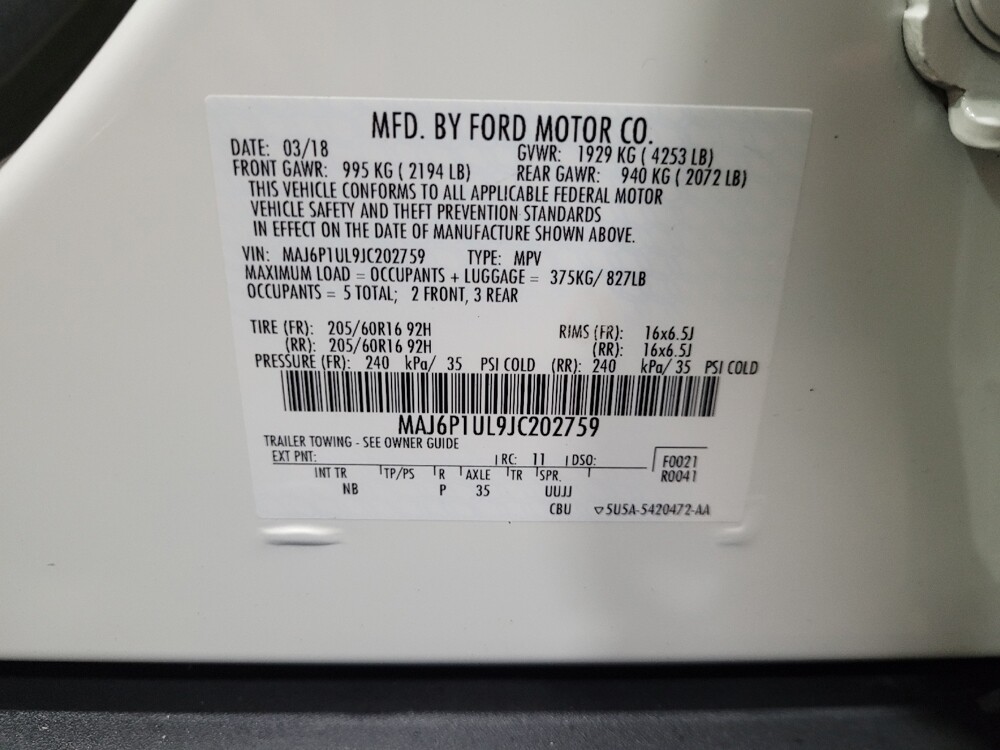 MFD. BY FORD MOTOR CO.
DATE: 03/18 GVWR: 1929 KG ( 4253 LB)
FRONT GAWR: 995 KG ( 2194 LB) REAR GAWR: 940 KG ( 2072 LB)
THIS VEHICLE CONFORMS TO ALL APPLICABLE FEDERAL MOTOR
VEHICLE SAFETY AND THEFT PREVENTION STANDARDS
IN EFFECT ON THE DATE OF MANUFACTURE SHOWN ABOVE.
VIN: MAJ6P1UL9JC202759 TYPE: MPV
MAXIMUM LOAD = OCCUPANTS + LUGGAGE = 375KG/ 827LB
OCCUPANTS = 5 TOTAL; 2 FRONT, 3 REAR
TIRE (FR): 205/60R16 92H RIMS (FR): 16x6.5J
(RR): 205/60R16 92H (RR): 16x6.5J
PRESSURE (FR): 240 kPa/ 35 PSI COLD (RR): 240 kPa/ 35 PSI COLD
MAJ6P1UL9JC202759
TRAILER TOWING - SEE OWNER GUIDE
EXT PNT: RC: 11 DSO: F0021
R0041
INT TR TP/PS R AXLE TR SPR.
NB P 35 UUJJ
CBU ▽5U5A-5420472-AA